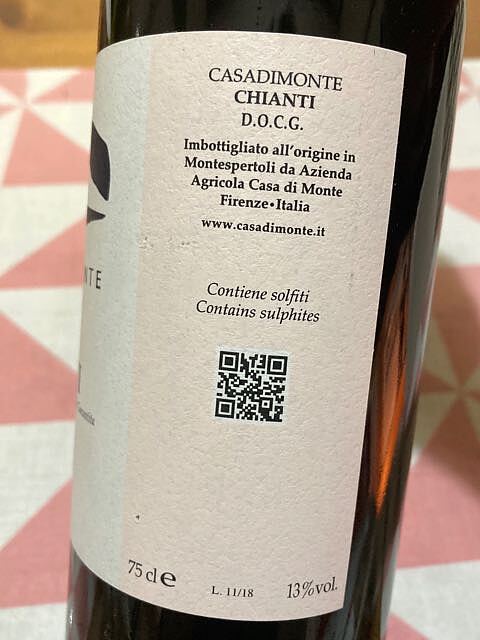 CASADIMONTE
CHIANTI
D.O.C.G.
Imbottigliato all'origine in
Montespertoli da Azienda
Agricola Casa di Monte
Firenze•Italia
www.casadimonte.it
NTE
Contiene solfiti
Contains sulphites
75 cl e
L. 11/18
13%vol.